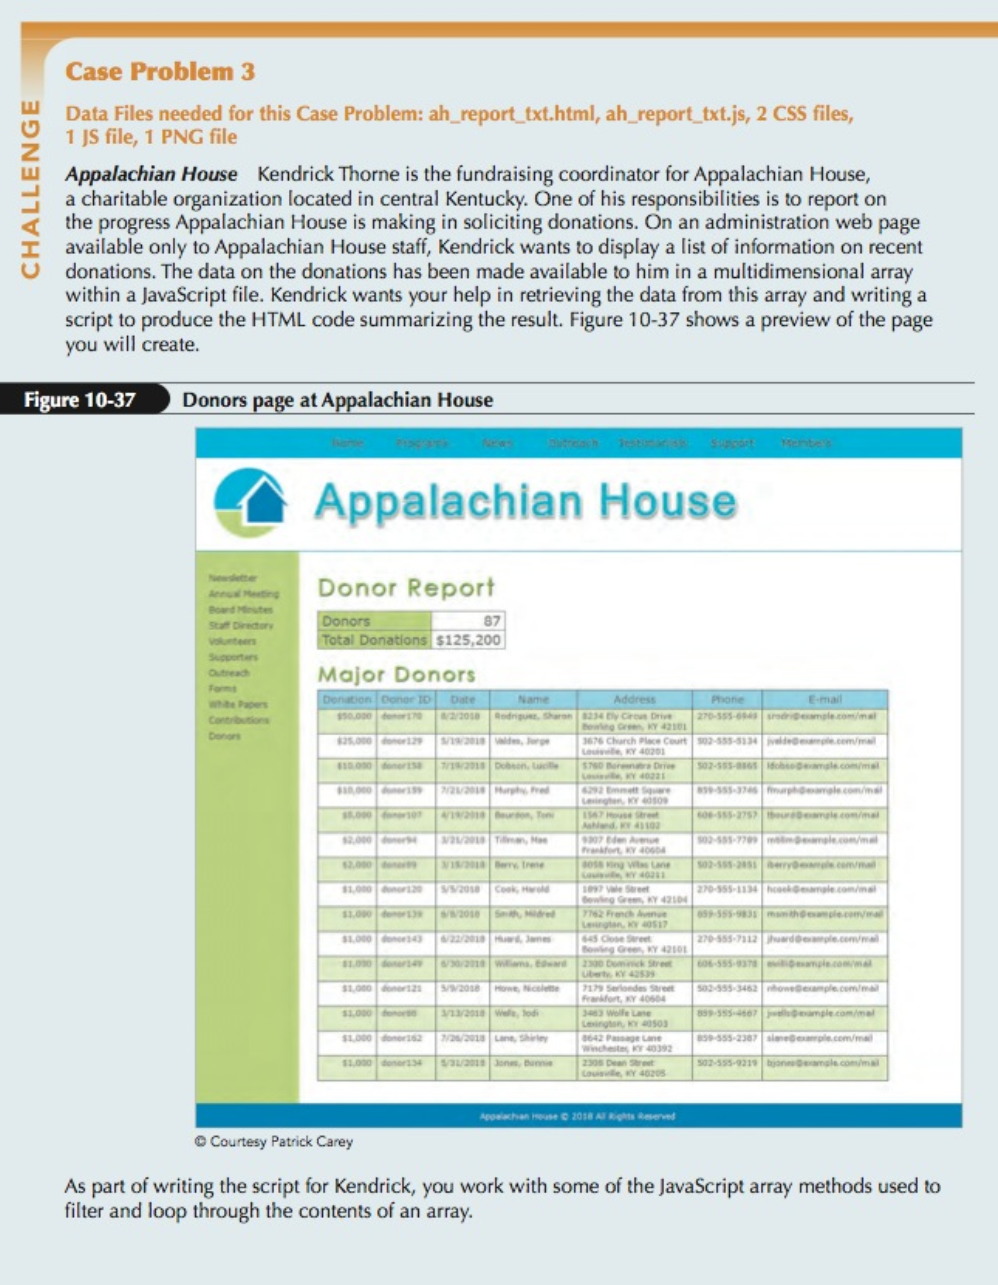 CHALLENGE
Case Problem 3
Data Files needed for this Case Problem: ah_report_txt.html, ah_report_txt.js, 2 CSS files,
1 JS file, 1 PNG file
Appalachian House Kendrick Thorne is the fundraising coordinator for Appalachian House,
a charitable organization located in central Kentucky. One of his responsibilities is to report on
the progress Appalachian House is making in soliciting donations. On an administration web page
available only to Appalachian House staff, Kendrick wants to display a list of information on recent
donations. The data on the donations has been made available to him in a multidimensional array
within a JavaScript file. Kendrick wants your help in retrieving the data from this array and writing a
script to produce the HTML code summarizing the result. Figure 10-37 shows a preview of the page
you will create.
Figure 10-37 Donors page at Appalachian House
Home Programs News Outreach Testimonials Support Members
Appalachian House
Newsletter
Annual Meeting
Board Minutes
Staff Directory
Volunteers
Supporters
Outreach
Forms
White Papers
Contributions
Donors
Donor Report
Donors 87
Total Donations $125,200
Major Donors
Donation Donor ID Date Name Address Phone E-mail
$50,000 donor170 8/2/2018 Rodriguez, Sharon 8234 Ely Circus Drive 270-555-6949
Bowling Green, KY 42101
$25,000 donor129 5/19/2018 Valdes, Jorge 3676 Church Place Court 502-555-5134 jvalde@example.com/mail
Louisville, KY 40201
$10,000 donor158 7/19/2018 Dobson, Lucille Drive 502-555-8865 ldobso@example.com/mail
Louisville, KY 40221
$10,000 donor159 7/21/2018 Murphy, Fred 6292 Emmett Square 859-555-3746 fmurph@example.com/mail
Lexington, KY 40509
$5,000 donor107 4/19/2018 Bourdon, Toni 1567 House Street 606-555-2757 tbourd@example.com/mail
Ashland, KY 41102
$2,000 donor94 3/21/2018 Tillman, Mae 9307 Eden Avenue 502-555-7789 mtillm@example.com/mail
Frankfort, KY 40604
$2,000 donor99 3/18/2018 Berry, Irene 8058 King Villas Lane 502-555-2851 iberry@example.com/mail
Louisville, KY 40211
$1,000 donor120 5/5/2018 Cook, Harold 1897 Vale Street 270-555-1134 hcook@example.com/mail
Bowling Green, KY 42104
$1,000 donor139 6/8/2018 Smith, Mildred 7762 French Avenue 859-555-9831 msmith@example.com/mail
Lexington, KY 40517
$1,000 donor143 6/22/2018 Huard, James 645 Close Street 270-555-7112 jhuard@example.com/mail
Bowling Green, KY 42101
$1,000 donor149 6/30/2018 Williams, Edward 2300 Dominick Street 606-555-9378 ewilli@example.com/mail
Liberty, KY 42539
$1,000 donor121 5/9/2018 Howe, Nicolette 7179 Serlondes Street 502-555-3462 nhowe@example.com/mail
Frankfort, KY 40604
$1,000 donor88 3/13/2018 Wells, Jodi 3463 Wolfe Lane 859-555-4667 jwells@example.com/mail
Lexington, KY 40503
$1,000 donor162 7/26/2018 Lane, Shirley 8642 Passage Lane 859-555-2387 slane@example.com/mail
Winchester, KY 40392
$1,000 donor134 5/31/2018 Jones, Bonnie 2308 Dean Street 502-555-9219 bjones@example.com/mail
Louisville, KY 40205
Appalachian House © 2018 All Rights Reserved
© Courtesy Patrick Carey
As part of writing the script for Kendrick, you work with some of the JavaScript array methods used to
filter and loop through the contents of an array.